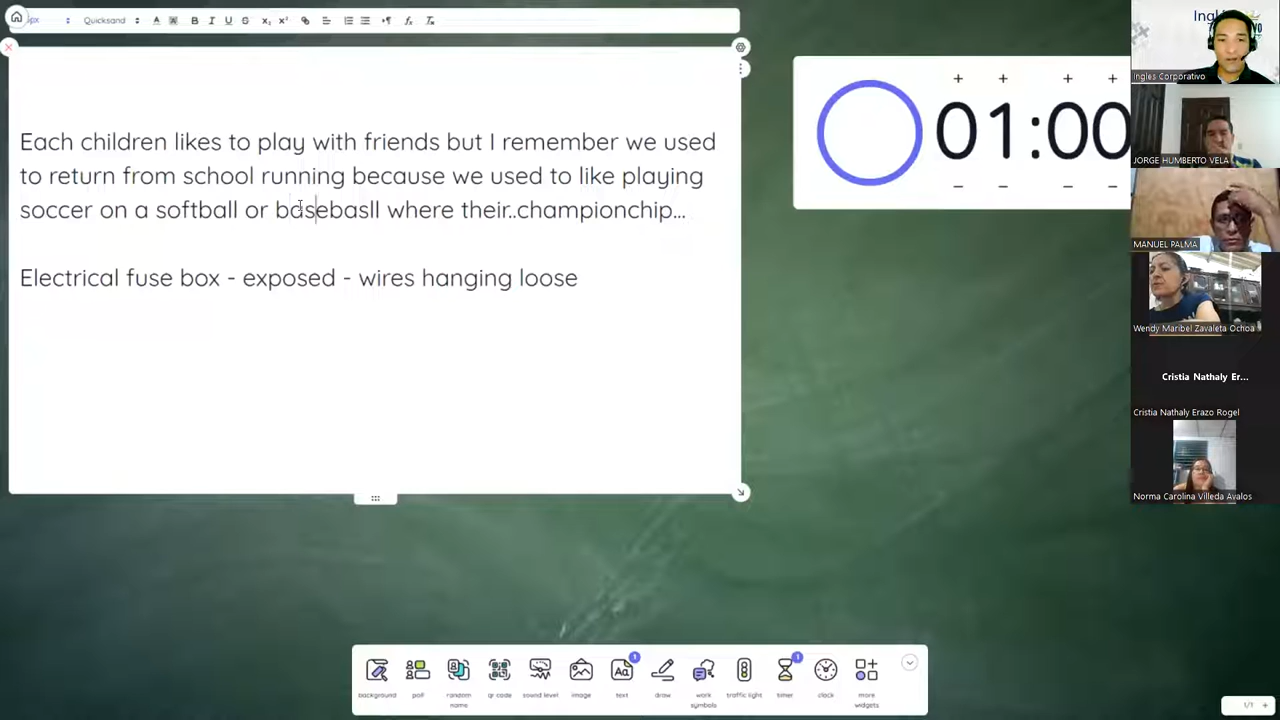 Quicksand
B I U S
Each children likes to play with friends but I remember we used
to return from school running because we used to like playing
soccer on a softball or basebasll where their..championchip...
Electrical fuse box - exposed - wires hanging loose
01:00
Ingles Corporativo
JORGE HUMBERTO VELA
MANUEL PALMA
Wendy Maribel Zavaleta Ochoa
Cristia Nathaly Er...
Cristia Nathaly Erazo Rogel
Norma Carolina Villeda Avalos
1
1
background
poll
random
name
qr code
sound level
image
text
draw
work
symbols
traffic light
timer
clock
more
widgets
1/1